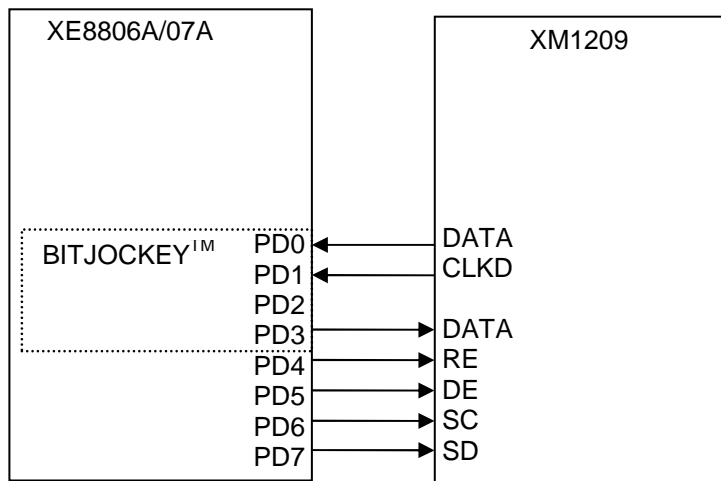 XE8806A/07A
XM1209
BITJOCKEY™
PD0
PD1
PD2
PD3
PD4
PD5
PD6
PD7
DATA
CLKD
DATA
RE
DE
SC
SD